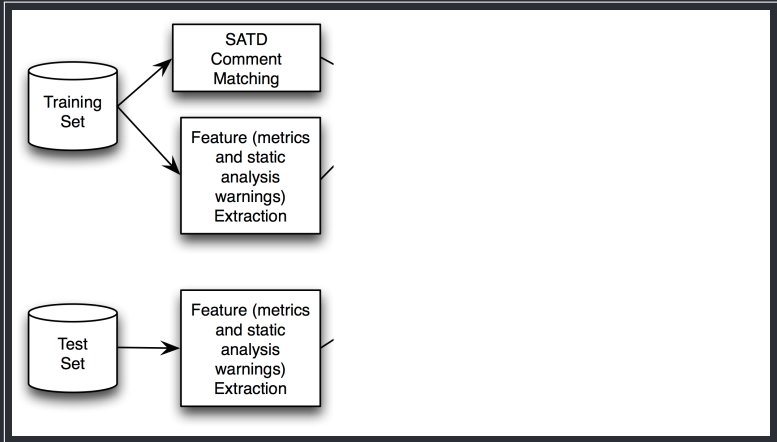 SATD
Comment
Matching
Training
Set
Feature (metrics
and static
analysis
warnings)
Extraction
Test
Set
Feature (metrics
and static
analysis
warnings)
Extraction